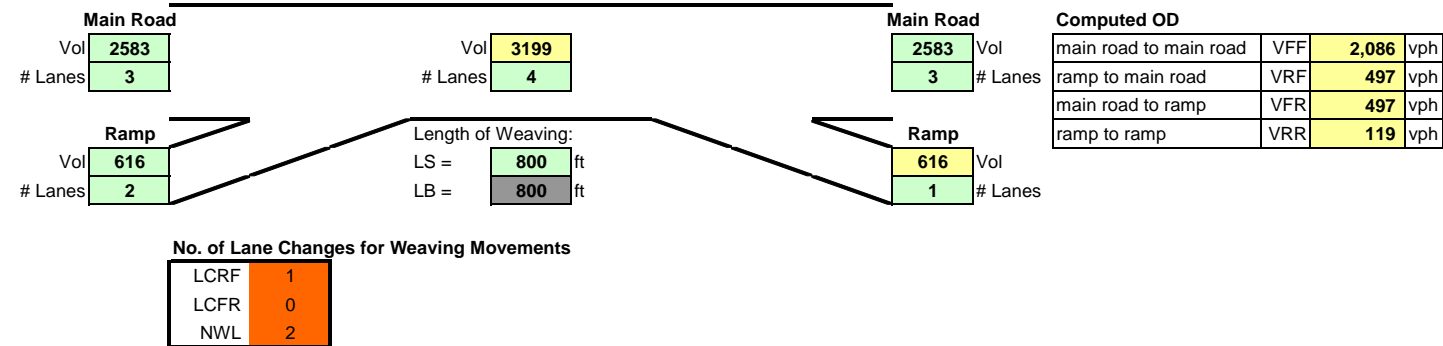 Main Road Main Road Computed OD
Vol 2583 Vol 3199 2583 Vol main road to main road VFF 2,086 vph
# Lanes 3 # Lanes 4 3 # Lanes ramp to main road VRF 497 vph
main road to ramp VFR 497 vph
Ramp Length of Weaving: Ramp ramp to ramp VRR 119 vph
Vol 616 LS = 800 ft 616 Vol
# Lanes 2 LB = 800 ft 1 # Lanes
No. of Lane Changes for Weaving Movements
LCRF 1
LCFR 0
NWL 2